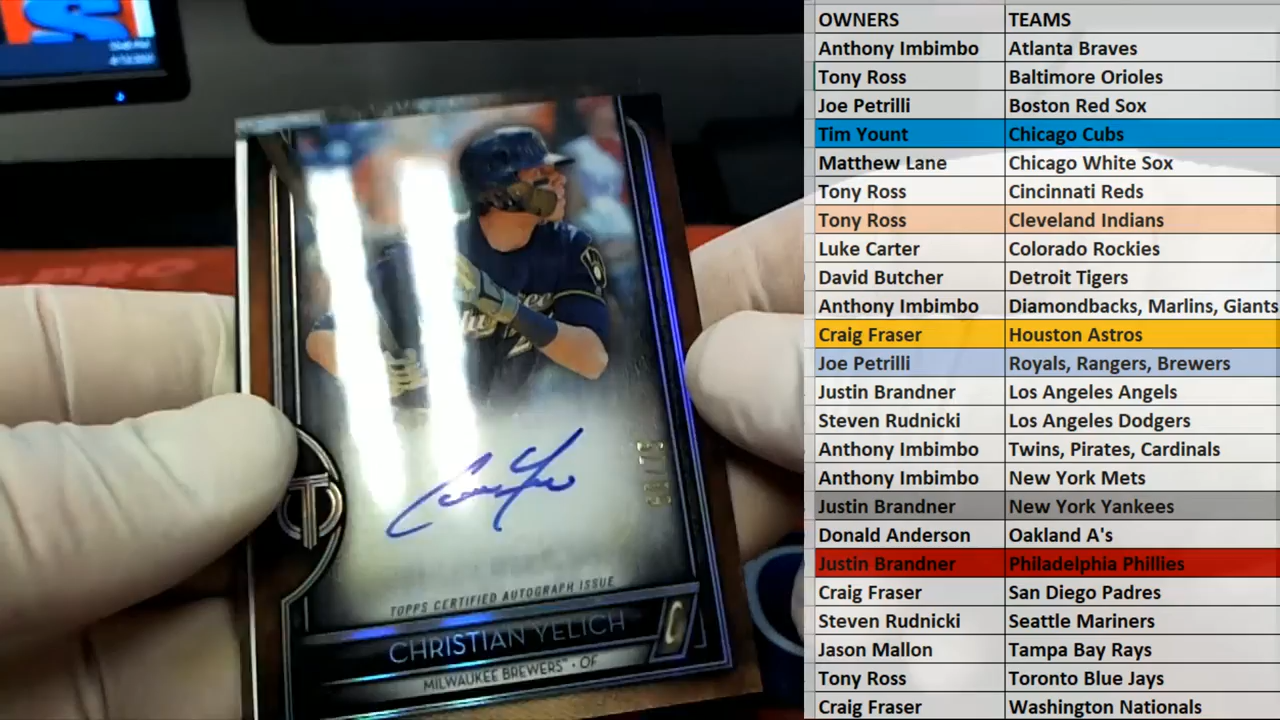 TOPPS CERTIFIED AUTOGRAPH ISSUE
CHRISTIAN YELICH
MILWAUKEE BREWERS™ • OF
OWNERS TEAMS
Anthony Imbimbo Atlanta Braves
Tony Ross Baltimore Orioles
Joe Petrilli Boston Red Sox
Tim Yount Chicago Cubs
Matthew Lane Chicago White Sox
Tony Ross Cincinnati Reds
Tony Ross Cleveland Indians
Luke Carter Colorado Rockies
David Butcher Detroit Tigers
Anthony Imbimbo Diamondbacks, Marlins, Giants
Craig Fraser Houston Astros
Joe Petrilli Royals, Rangers, Brewers
Justin Brandner Los Angeles Angels
Steven Rudnicki Los Angeles Dodgers
Anthony Imbimbo Twins, Pirates, Cardinals
Anthony Imbimbo New York Mets
Justin Brandner New York Yankees
Donald Anderson Oakland A's
Justin Brandner Philadelphia Phillies
Craig Fraser San Diego Padres
Steven Rudnicki Seattle Mariners
Jason Mallon Tampa Bay Rays
Tony Ross Toronto Blue Jays
Craig Fraser Washington Nationals